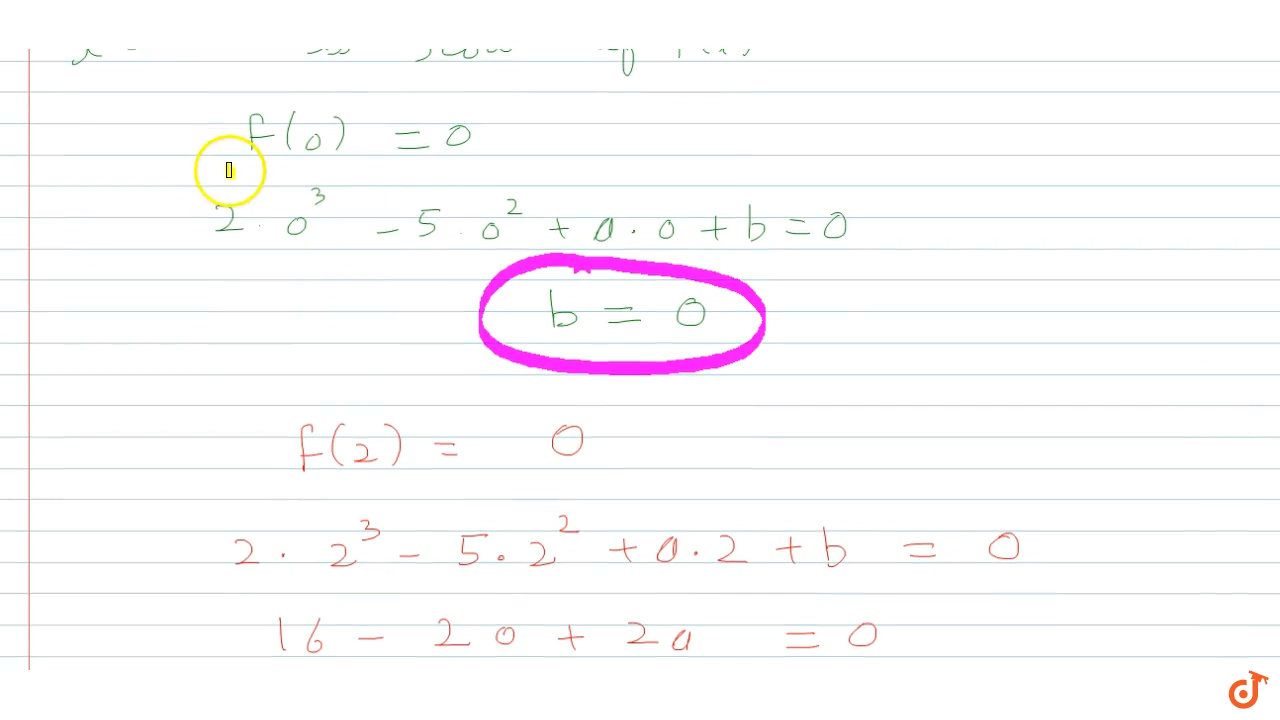 f(0) = 0
2 . 0³ - 5 . 0² + a . 0 + b = 0
b = 0
f(2) = 0
2 . 2³ - 5 . 2² + a . 2 + b = 0
16 - 20 + 2a = 0